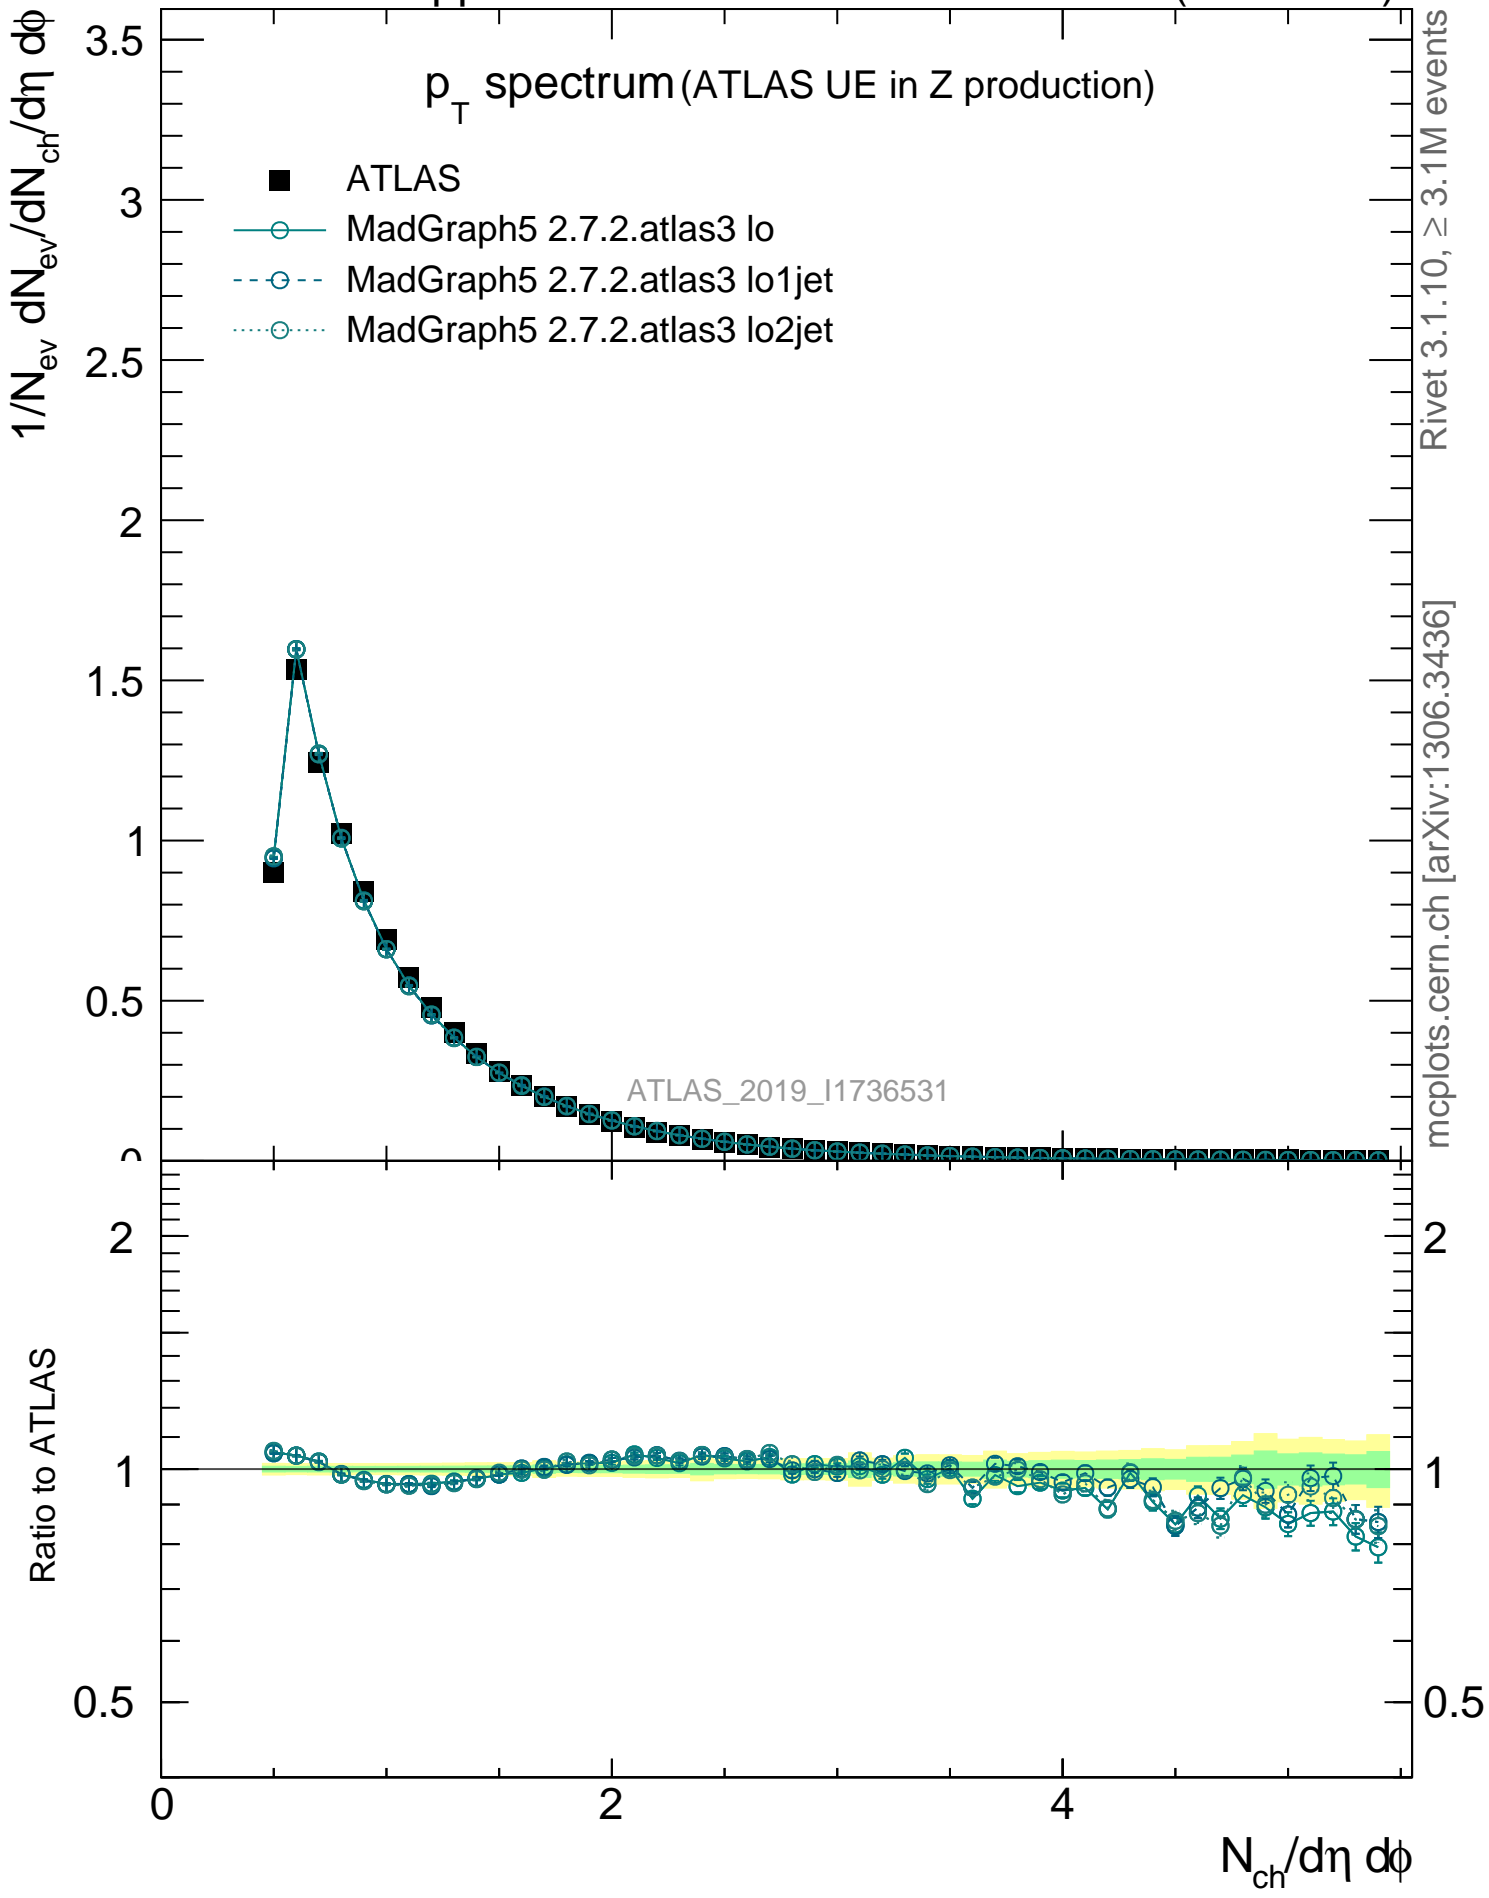 pp
p_T spectrum (ATLAS UE in Z production)
1/N_ev dN_ev/dN_ch/dη dϕ
ATLAS
MadGraph5 2.7.2.atlas3 lo
MadGraph5 2.7.2.atlas3 lo1jet
MadGraph5 2.7.2.atlas3 lo2jet
3.5
3
2.5
2
1.5
1
0.5
0
ATLAS_2019_I1736531
Rivet 3.1.10, ≥ 3.1M events
mcplots.cern.ch [arXiv:1306.3436]
Ratio to ATLAS
2
1
0.5
2
1
0.5
0
2
4
N_ch/dη dϕ